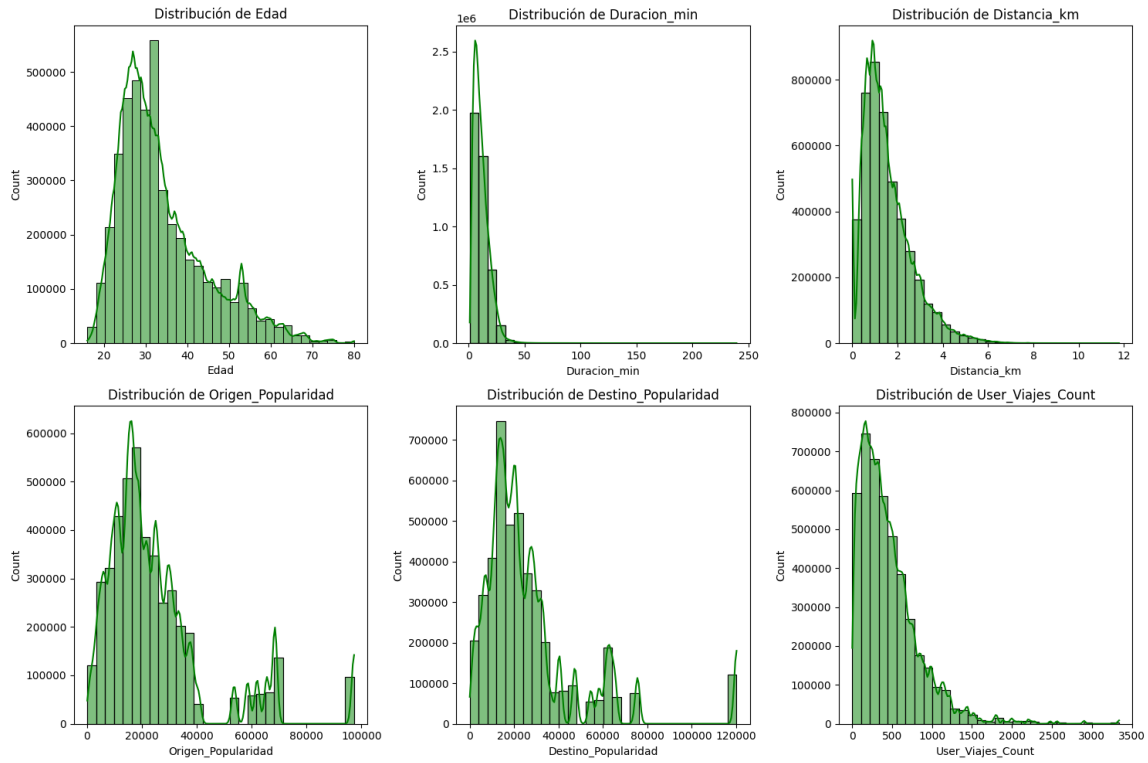 Distribución de Edad
500000
400000
300000
200000
100000
0
Count
20 30 40 50 60 70 80
Edad
Distribución de Duracion_min
1e6
2.5
2.0
1.5
1.0
0.5
0.0
Count
0 50 100 150 200 250
Duracion_min
Distribución de Distancia_km
800000
600000
400000
200000
0
Count
0 2 4 6 8 10 12
Distancia_km
Distribución de Origen_Popularidad
600000
500000
400000
300000
200000
100000
0
Count
0 20000 40000 60000 80000 100000
Origen_Popularidad
Distribución de Destino_Popularidad
700000
600000
500000
400000
300000
200000
100000
0
Count
0 20000 40000 60000 80000 100000 120000
Destino_Popularidad
Distribución de User_Viajes_Count
800000
700000
600000
500000
400000
300000
200000
100000
0
Count
0 500 1000 1500 2000 2500 3000 3500
User_Viajes_Count